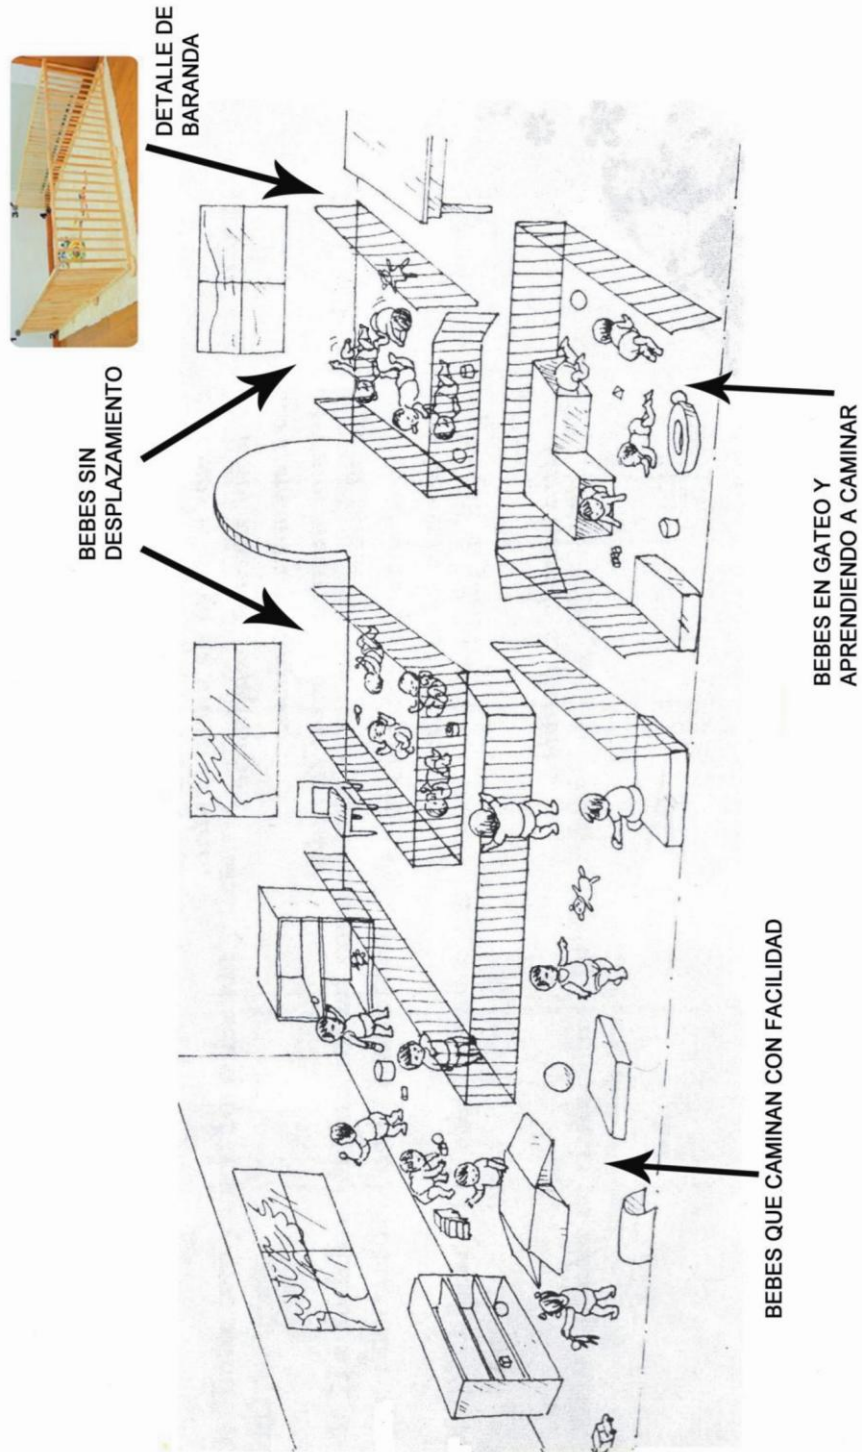 DETALLE DE
BARANDA
BEBES SIN
DESPLAZAMIENTO
BEBES EN GATEO Y
APRENDIENDO A CAMINAR
BEBES QUE CAMINAN CON FACILIDAD